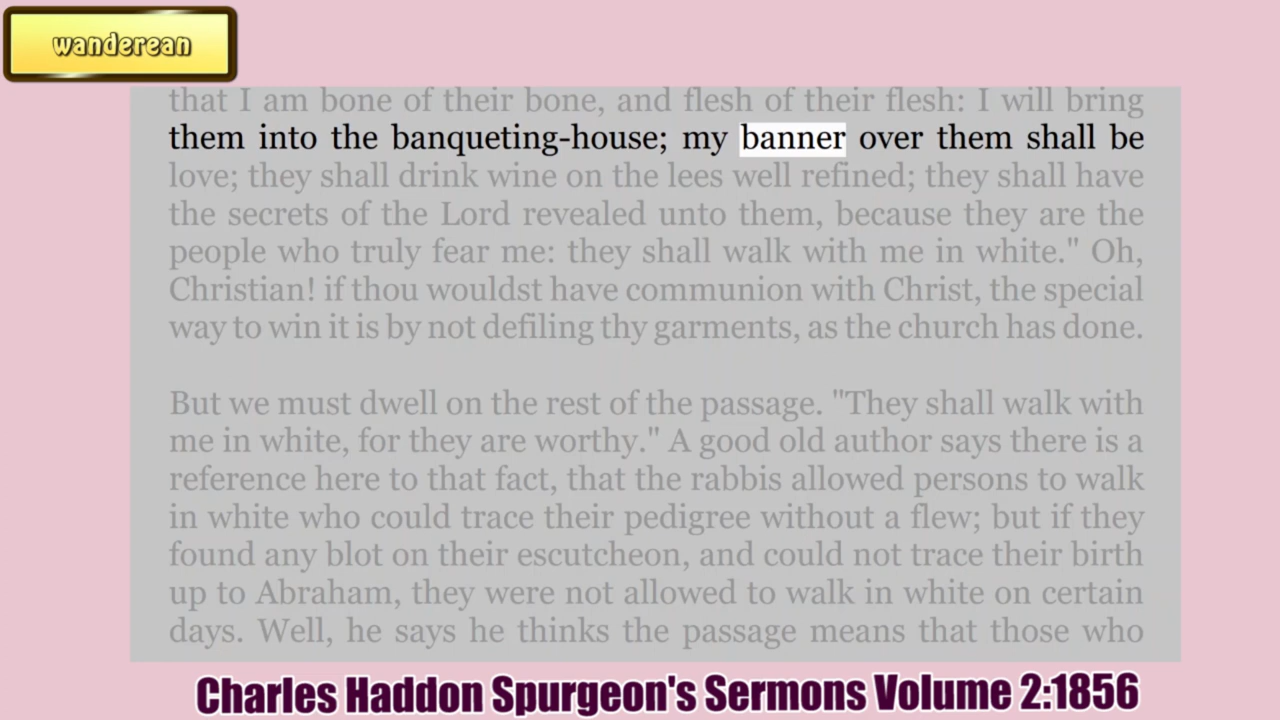 wanderean
that I am bone of their bone, and flesh of their flesh: I will bring
them into the banqueting-house; my banner over them shall be
love; they shall drink wine on the lees well refined; they shall have
the secrets of the Lord revealed unto them, because they are the
people who truly fear me: they shall walk with me in white." Oh,
Christian! if thou wouldst have communion with Christ, the special
way to win it is by not defiling thy garments, as the church has done.
But we must dwell on the rest of the passage. "They shall walk with
me in white, for they are worthy." A good old author says there is a
reference here to that fact, that the rabbis allowed persons to walk
in white who could trace their pedigree without a flew; but if they
found any blot on their escutcheon, and could not trace their birth
up to Abraham, they were not allowed to walk in white on certain
days. Well, he says he thinks the passage means that those who
Charles Haddon Spurgeon's Sermons Volume 2:1856